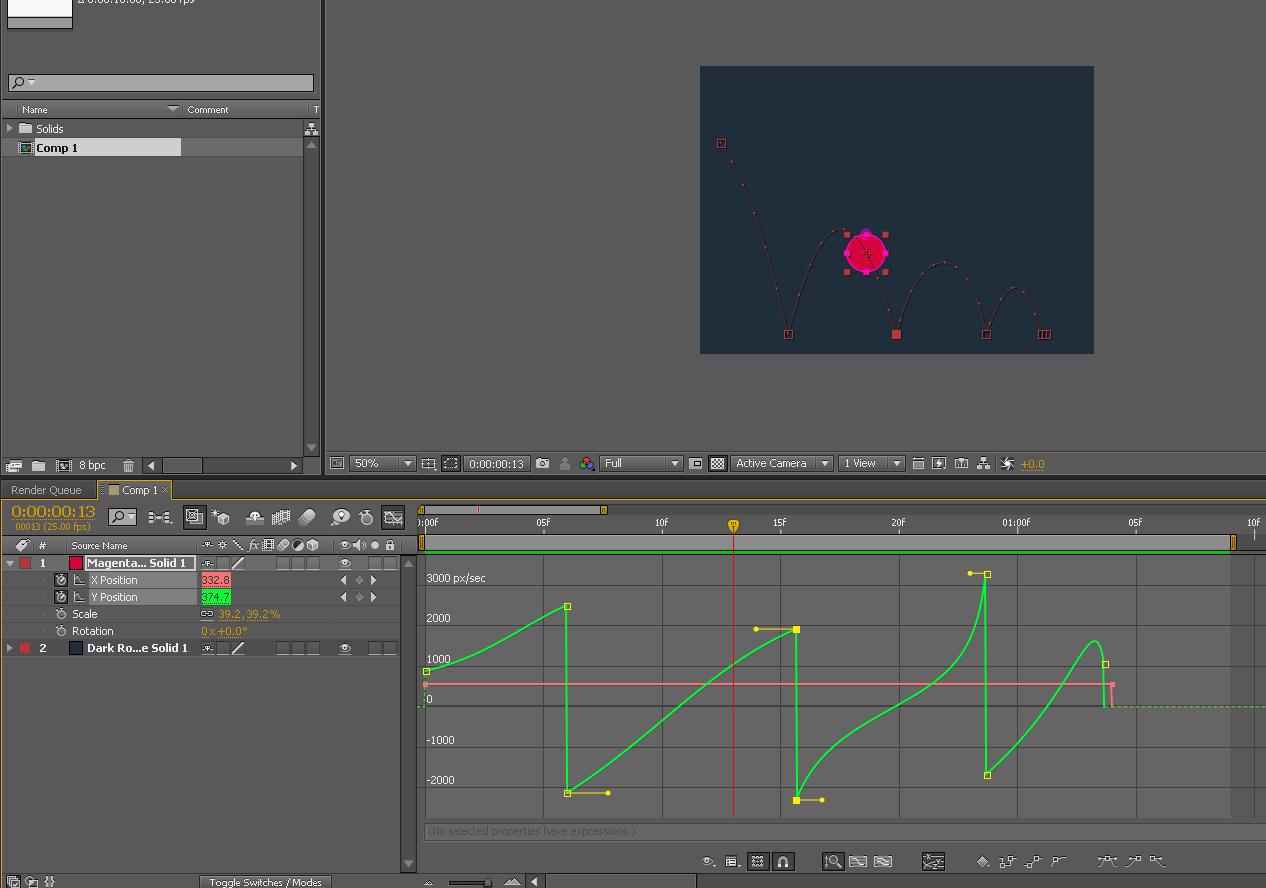 Δ 0:00:10:00, 25.00 fps
Name Comment T
Solids
Comp 1
8 bpc
50% 0:00:00:13 Full Active Camera 1 View +0.0
Render Queue Comp 1 ×
0:00:00:13
00013 (25.00 fps)
):00F 05F 10F 15F 20F 01:00F 05F 10F
# Source Name fx
1 Magenta... Solid 1
X Position 332.8
Y Position 374.7
Scale 39.2, 39.2%
Rotation 0x+0.0°
2 Dark Ro...e Solid 1
3000 px/sec
2000
1000
0
-1000
-2000
(No selected properties have expressions.)
Toggle Switches / Modes